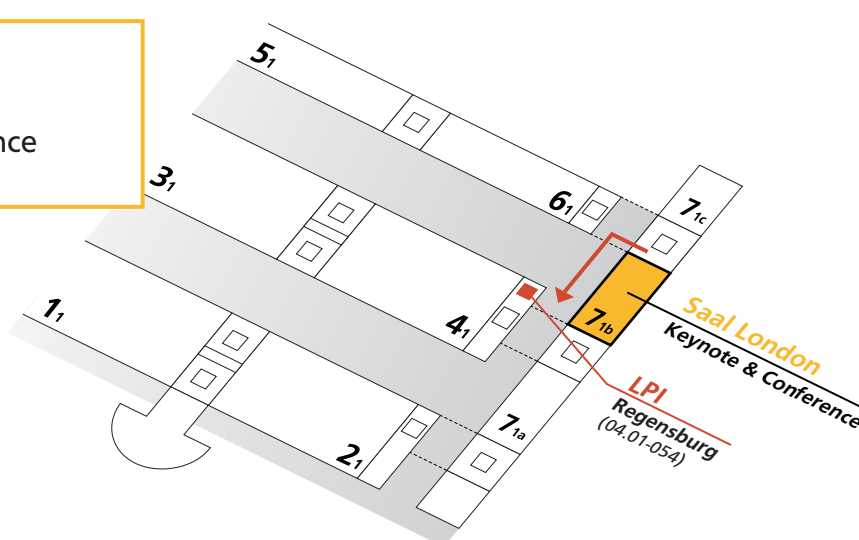 nce
5₁
3₁
1₁
6₁
7₁c
4₁
7₁b
2₁
7₁a
Saal London
Keynote & Conference
LPI
Regensburg
(04.01-054)